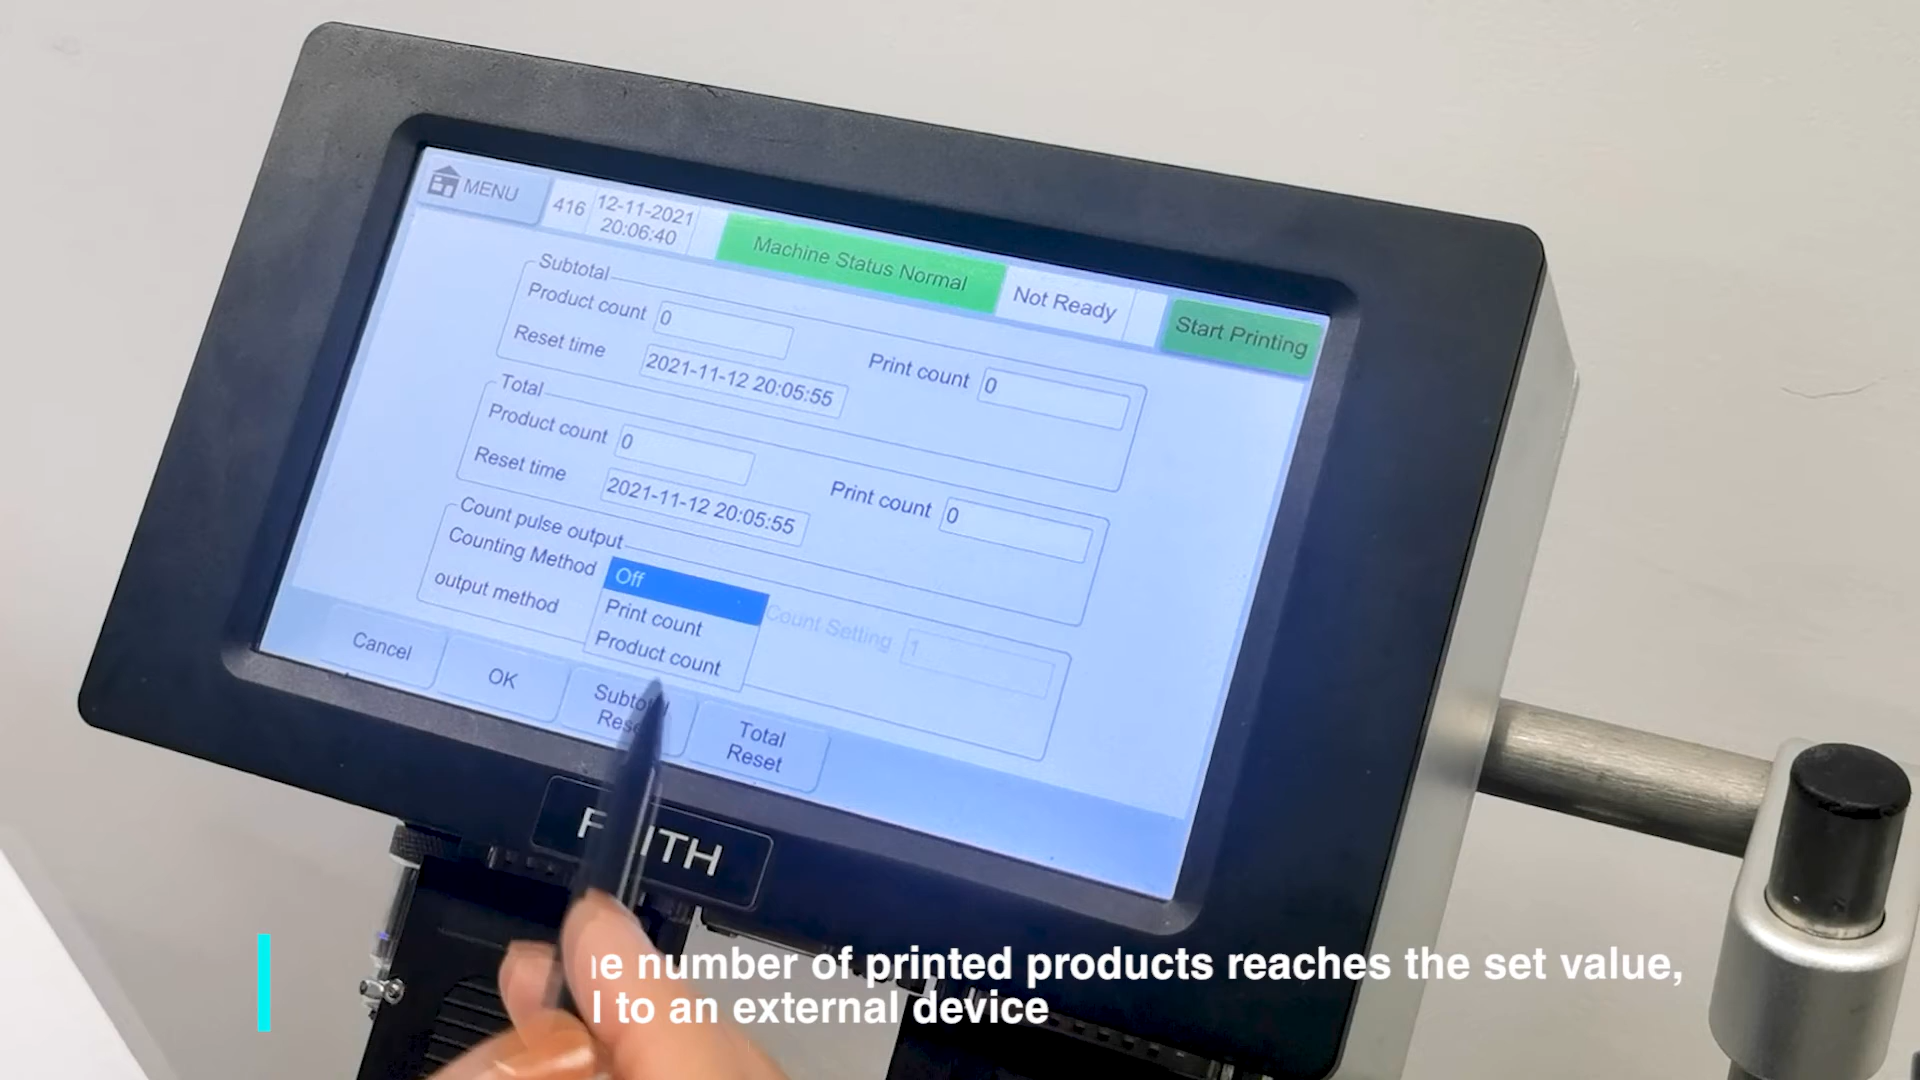 MENU
416
12-11-2021
20:06:40
Machine Status Normal
Not Ready
Start Printing
Subtotal
Product count 0
Print count 0
Reset time 2021-11-12 20:05:55
Total
Product count 0
Print count 0
Reset time 2021-11-12 20:05:55
Count pulse output
Counting Method
Off
Print count
Product count
Count Setting 1
output method
Cancel
OK
Total
Reset
number of printed products reaches the set value,
to an external device